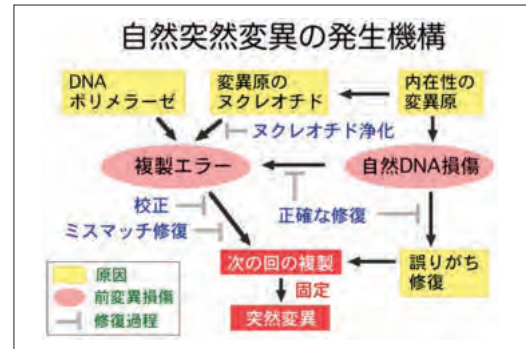 自然突然変異の発生機構
DNA
ポリメラーゼ
変異原の
ヌクレオチド
内在性の
変異原
ヌクレオチド浄化
複製エラー
自然DNA損傷
校正
ミスマッチ修復
正確な修復
次の回の複製
誤りがち
修復
固定
突然変異
原因
前変異損傷
修復過程